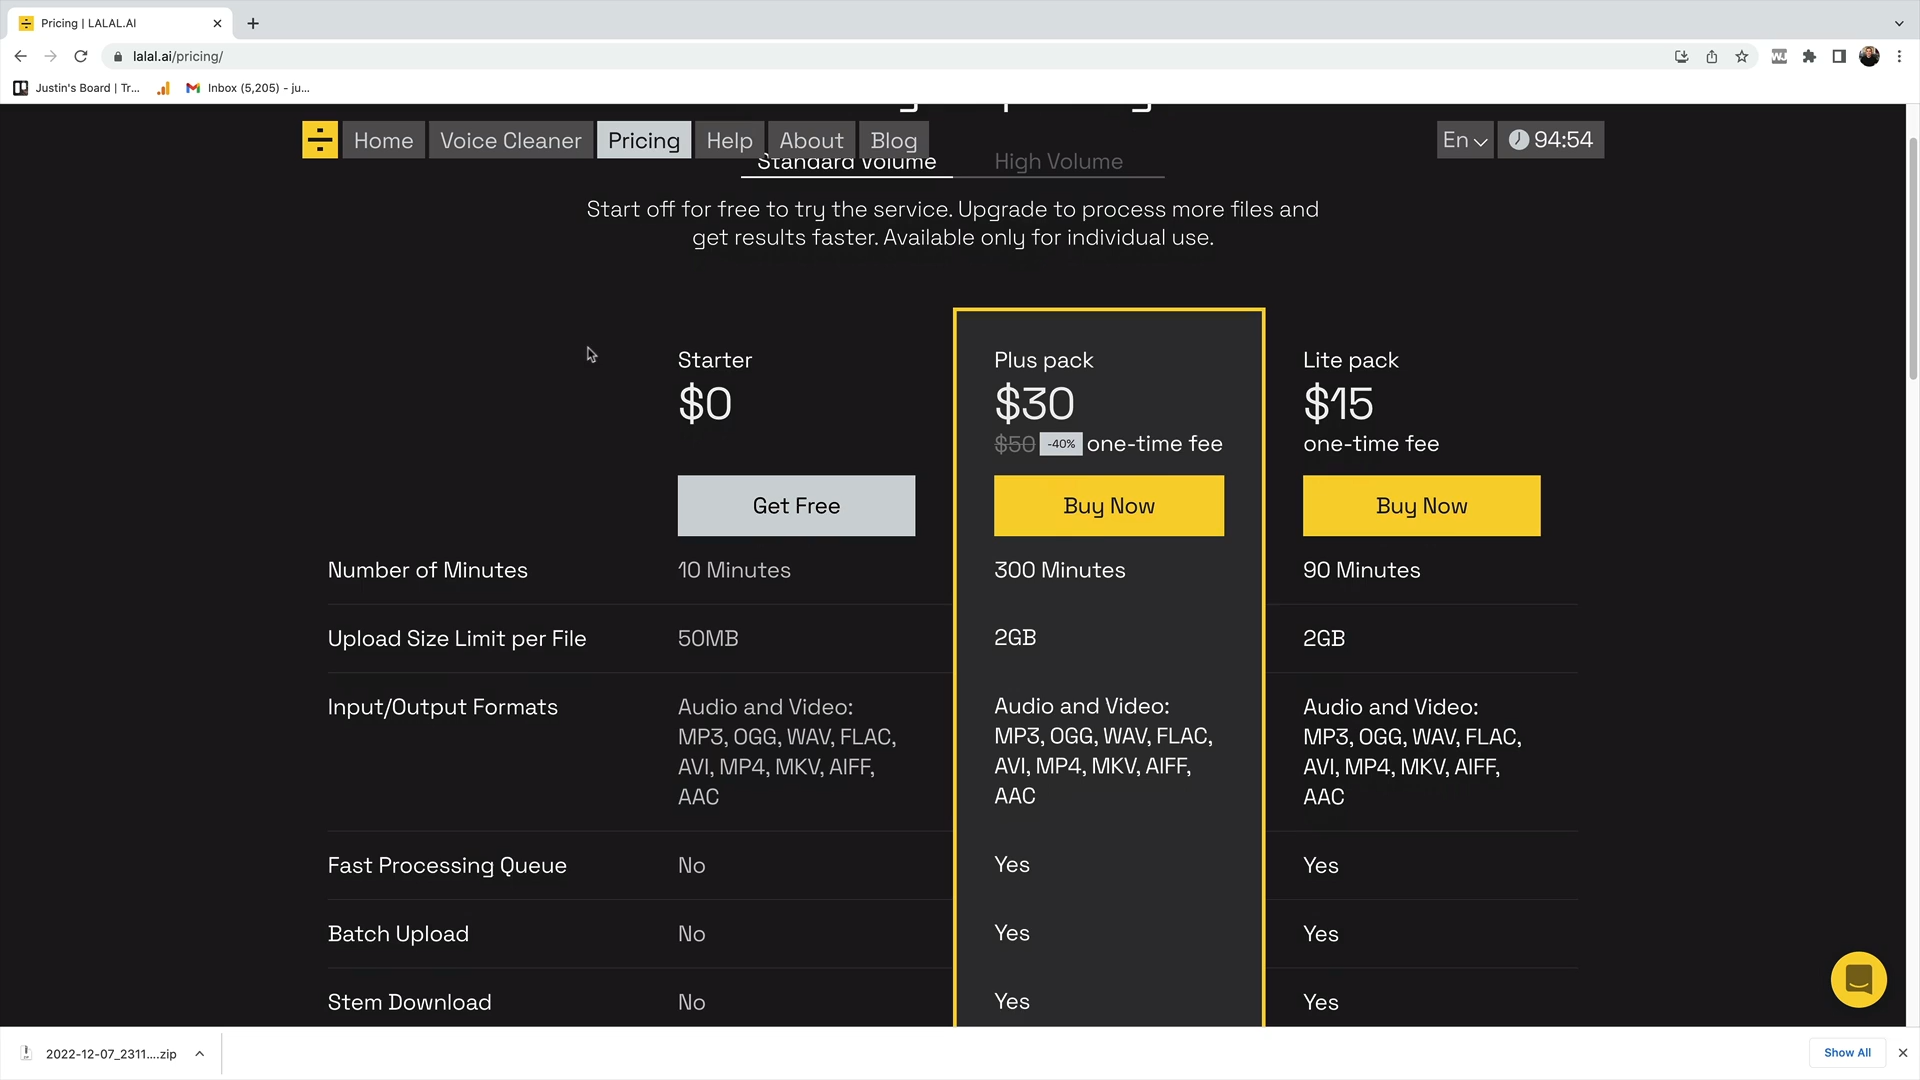 Pricing | LALAL.AI
lalal.ai/pricing/
Justin's Board | Tr...
Inbox (5,205) - ju...
Home
Voice Cleaner
Pricing
Help
About
Blog
En
94:54
Standard Volume
High Volume
Start off for free to try the service. Upgrade to process more files and
get results faster. Available only for individual use.
Starter
$0
Get Free
Plus pack
$30
$50 -40% one-time fee
Buy Now
Lite pack
$15
one-time fee
Buy Now
Number of Minutes
10 Minutes
300 Minutes
90 Minutes
Upload Size Limit per File
50MB
2GB
2GB
Input/Output Formats
Audio and Video:
MP3, OGG, WAV, FLAC,
AVI, MP4, MKV, AIFF,
AAC
Audio and Video:
MP3, OGG, WAV, FLAC,
AVI, MP4, MKV, AIFF,
AAC
Audio and Video:
MP3, OGG, WAV, FLAC,
AVI, MP4, MKV, AIFF,
AAC
Fast Processing Queue
No
Yes
Yes
Batch Upload
No
Yes
Yes
Stem Download
No
Yes
Yes
2022-12-07_2311....zip
Show All